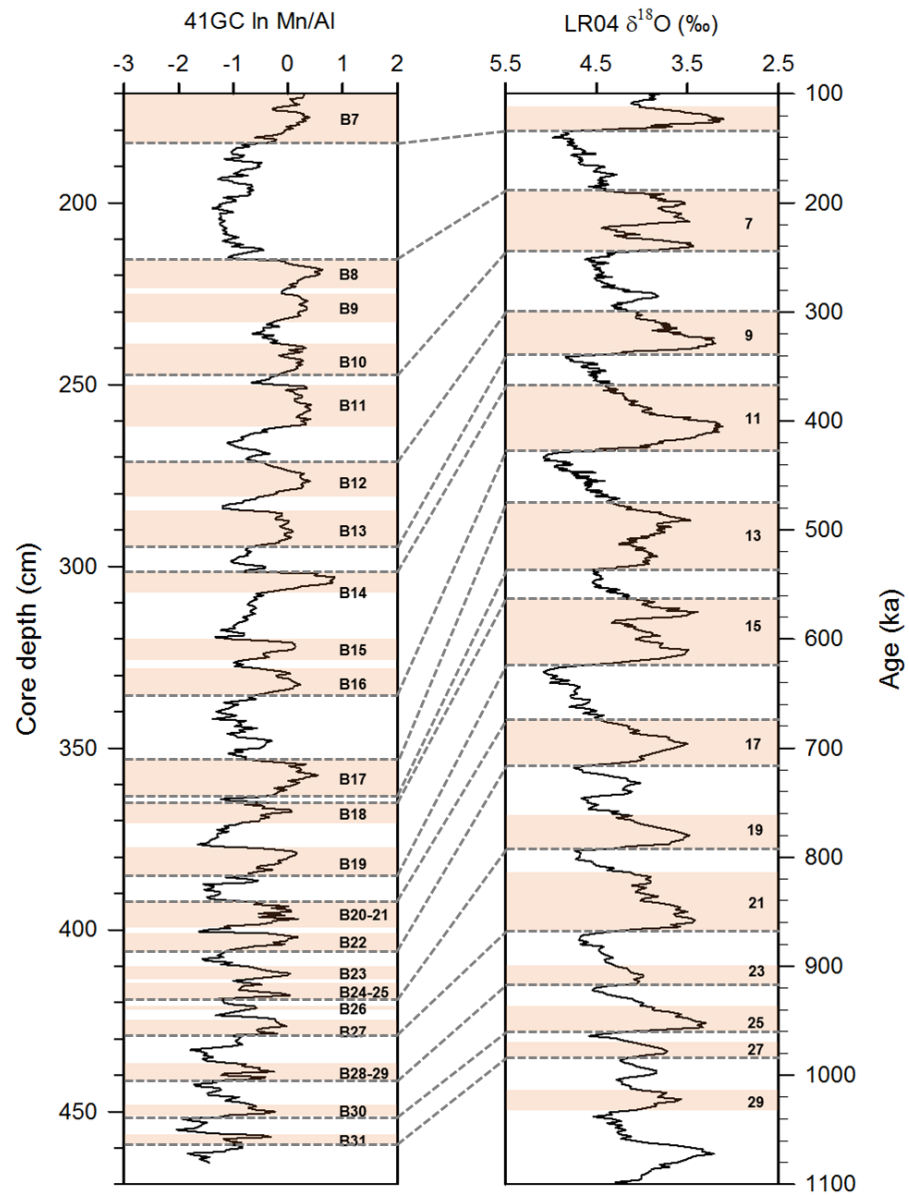 41GC ln Mn/Al
-3 -2 -1 0 1 2
Core depth (cm)
200
250
300
350
400
450
B7
B8
B9
B10
B11
B12
B13
B14
B15
B16
B17
B18
B19
B20-21
B22
B23
B24-25
B26
B27
B28-29
B30
B31
LR04 δ18O (‰)
5.5 4.5 3.5 2.5
7
9
11
13
15
17
19
21
23
25
27
29
100
200
300
400
500
600
700
800
900
1000
1100
Age (ka)